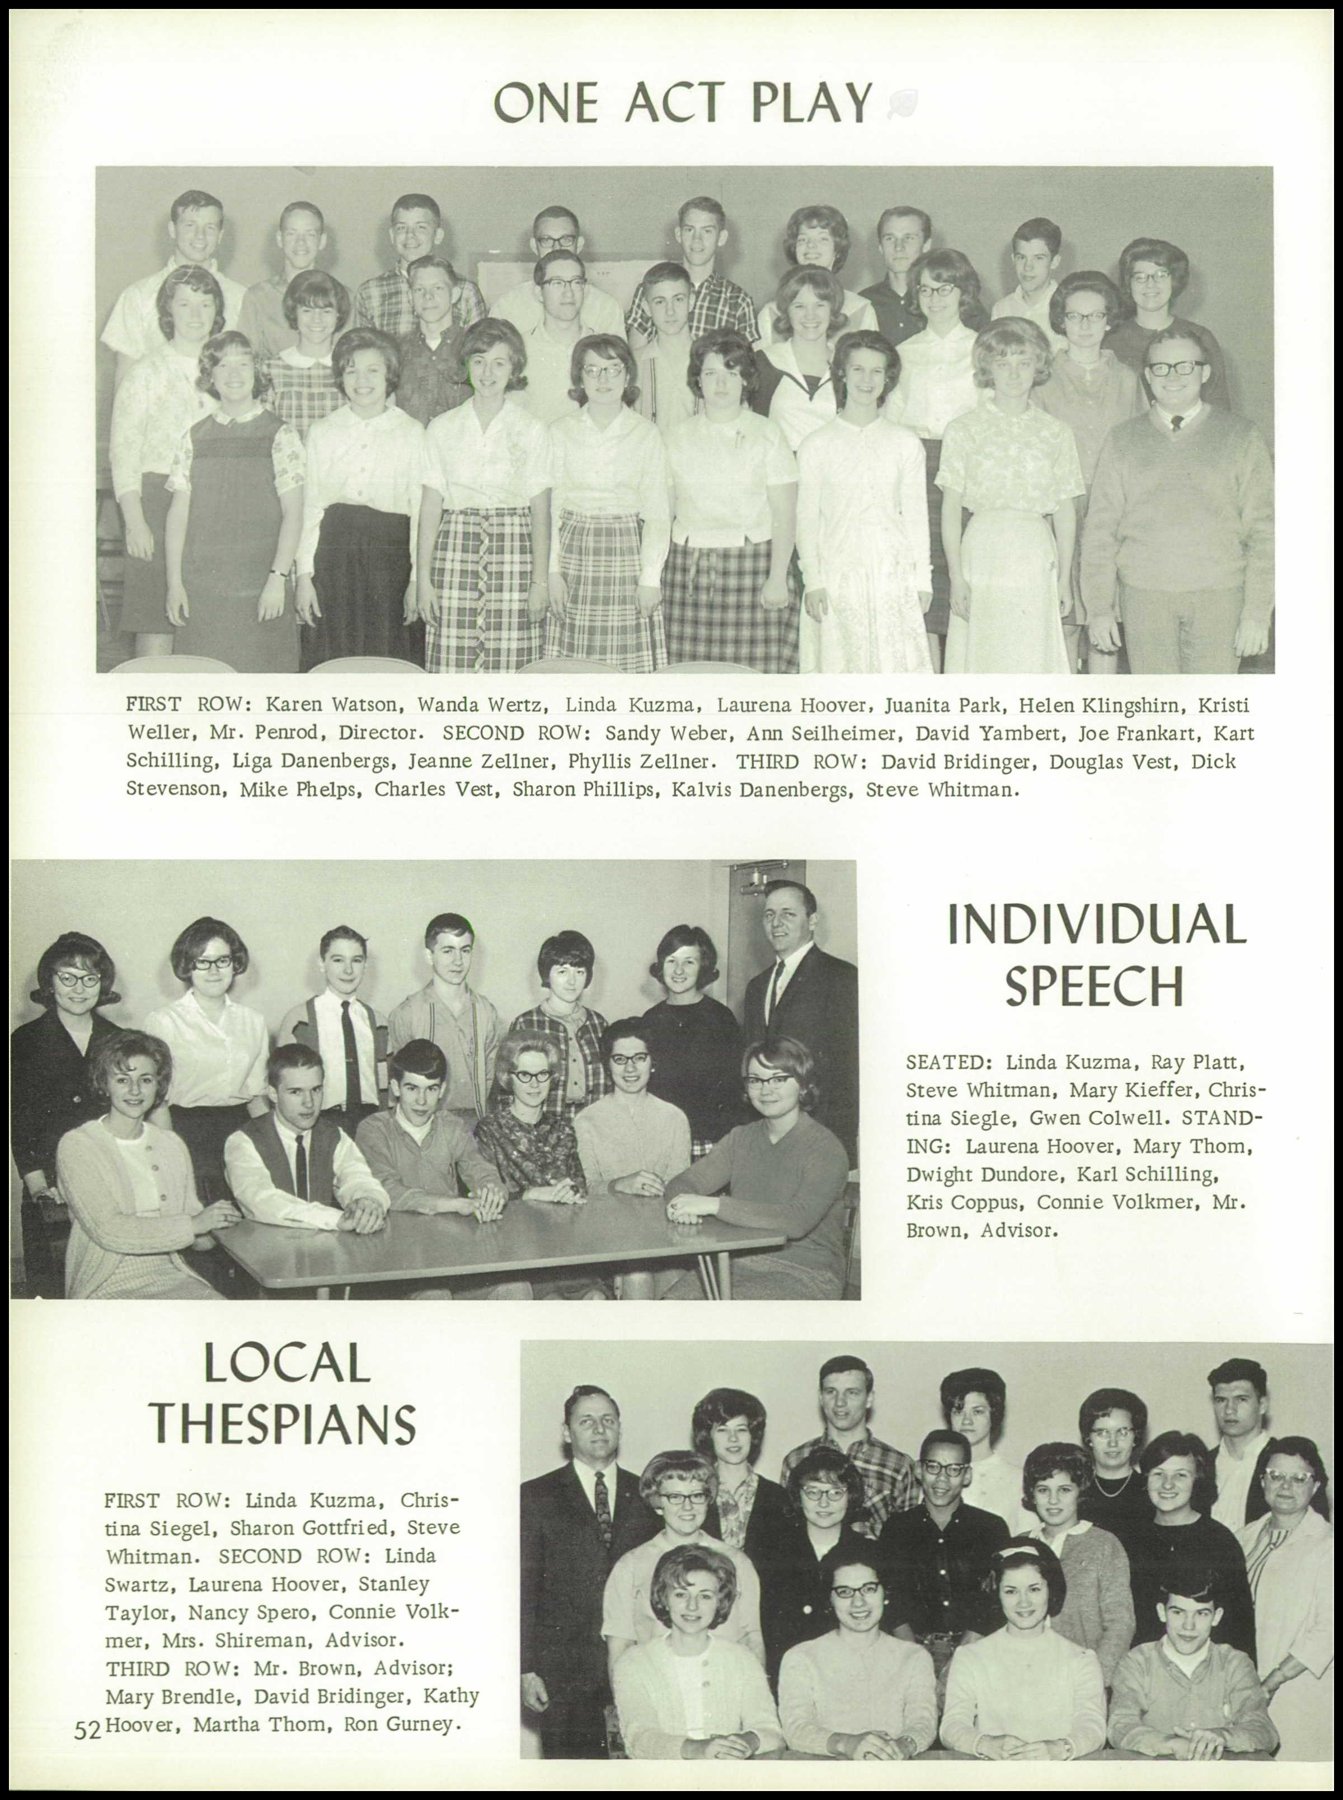 ONE ACT PLAY
FIRST ROW: Karen Watson, Wanda Wertz, Linda Kuzma, Laurena Hoover, Juanita Park, Helen Klingshirn, Kristi
Weller, Mr. Penrod, Director. SECOND ROW: Sandy Weber, Ann Seilheimer, David Yambert, Joe Frankart, Kart
Schilling, Liga Danenbergs, Jeanne Zellner, Phyllis Zellner. THIRD ROW: David Bridinger, Douglas Vest, Dick
Stevenson, Mike Phelps, Charles Vest, Sharon Phillips, Kalvis Danenbergs, Steve Whitman.
INDIVIDUAL
SPEECH
SEATED: Linda Kuzma, Ray Platt,
Steve Whitman, Mary Kieffer, Chris-
tina Siegle, Gwen Colwell. STAND-
ING: Laurena Hoover, Mary Thom,
Dwight Dundore, Karl Schilling,
Kris Coppus, Connie Volkmer, Mr.
Brown, Advisor.
LOCAL
THESPIANS
FIRST ROW: Linda Kuzma, Chris-
tina Siegel, Sharon Gottfried, Steve
Whitman. SECOND ROW: Linda
Swartz, Laurena Hoover, Stanley
Taylor, Nancy Spero, Connie Volk-
mer, Mrs. Shireman, Advisor.
THIRD ROW: Mr. Brown, Advisor;
Mary Brendle, David Bridinger, Kathy
Hoover, Martha Thom, Ron Gurney.
52